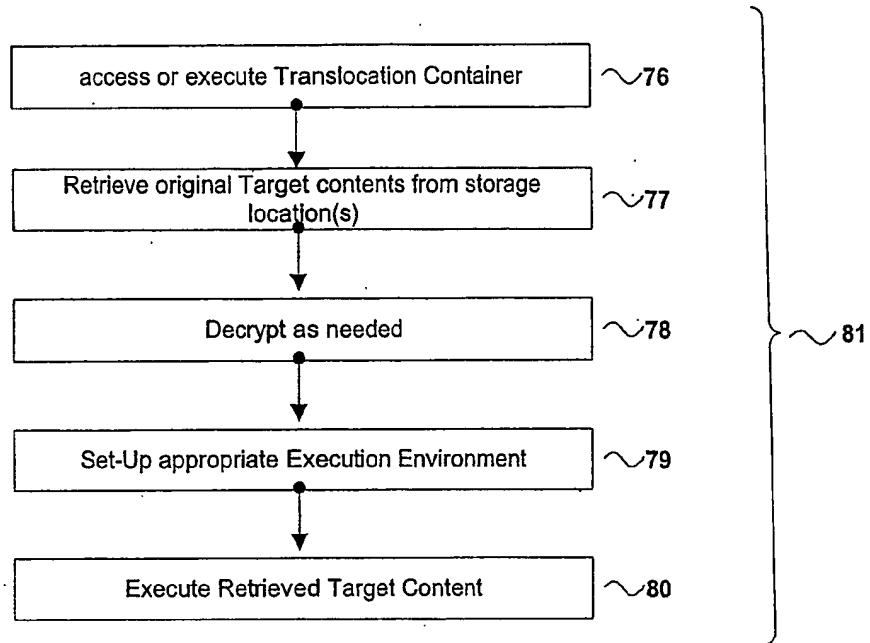 access or execute Translocation Container
76
Retrieve original Target contents from storage
location(s)
77
Decrypt as needed
78
81
Set-Up appropriate Execution Environment
79
Execute Retrieved Target Content
80